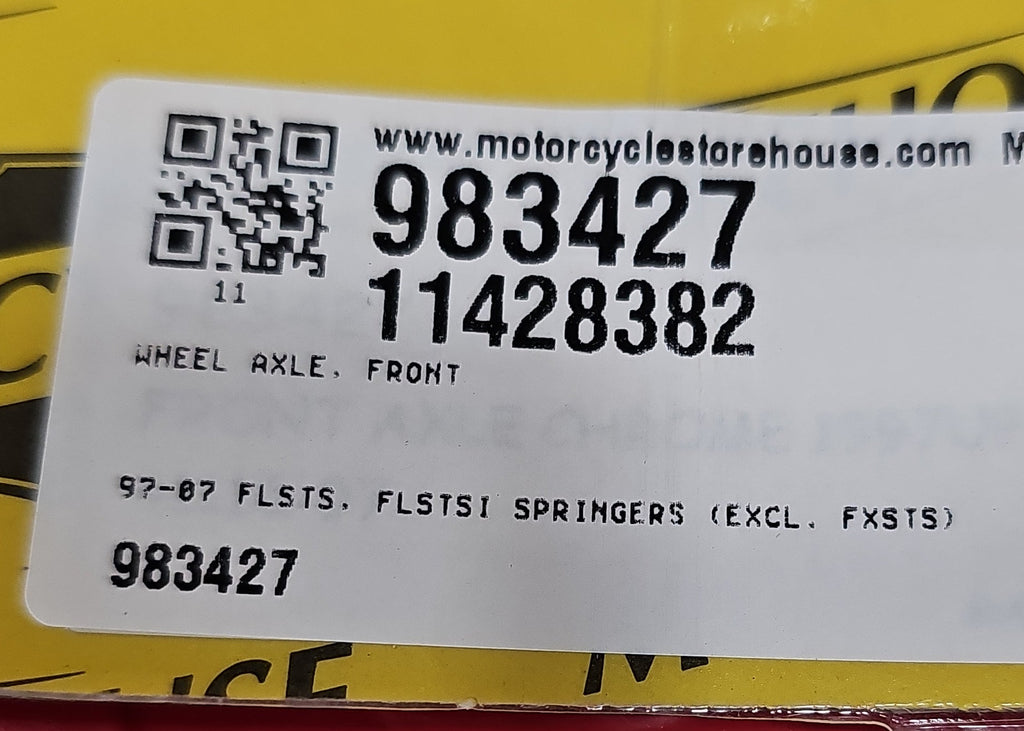 www.motorcyclestorehouse.com M
983427
11428382
11
WHEEL AXLE, FRONT
97-07 FLSTS, FLSTSI SPRINGERS (EXCL. FXSTS)
983427